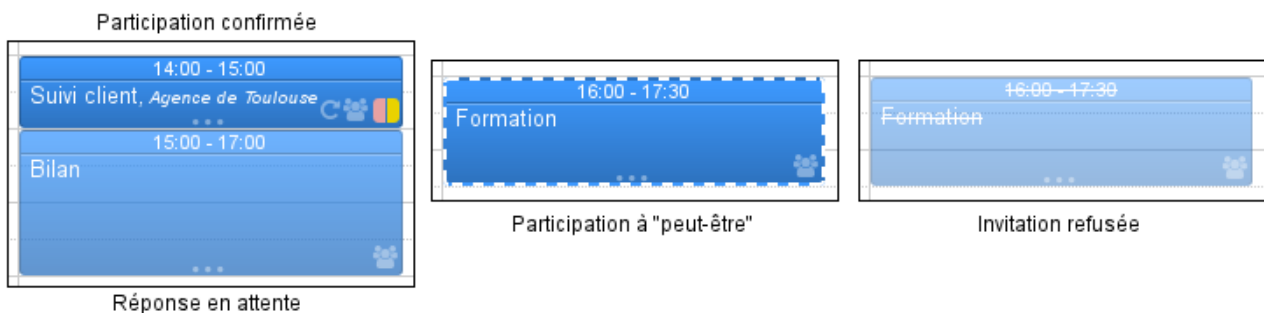 Participation confirmée
14:00 - 15:00
Suivi client, Agence de Toulouse
15:00 - 17:00
Bilan
Réponse en attente
16:00 - 17:30
Formation
Participation à "peut-être"
16:00 - 17:30
Formation
Invitation refusée